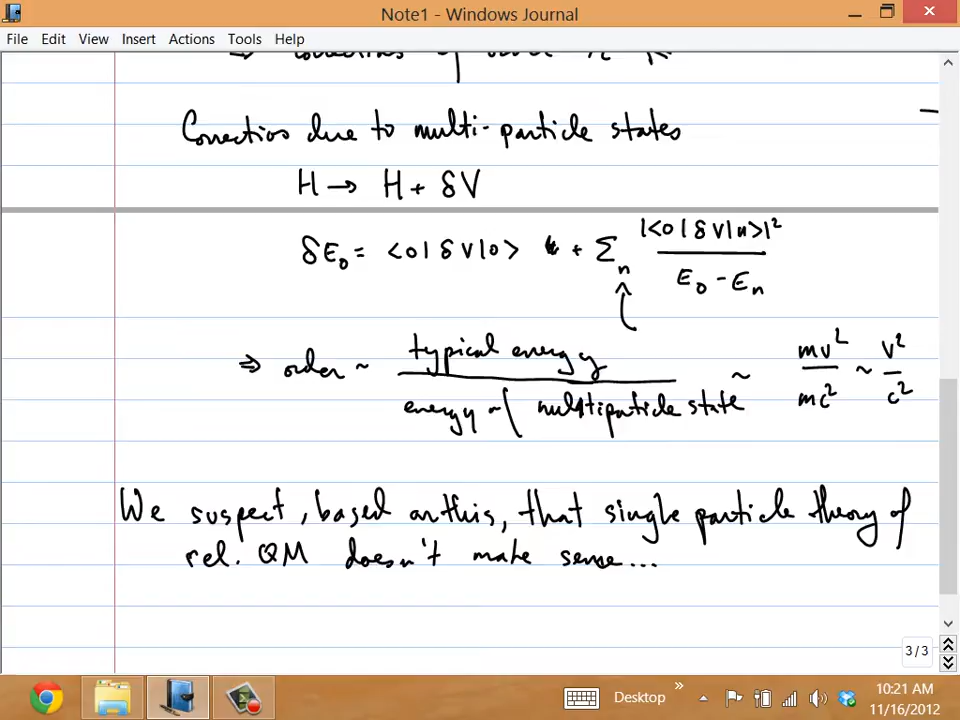 Note1 - Windows Journal
File Edit View Insert Actions Tools Help
Corrections due to multi-particle states
H → H + δV
δE₀ = <0|δV|0> + Σₙ |<0|δV|n>|² / E₀ - Eₙ
⇒ order ~ typical energy / energy of multiparticle state ~ mv² / mc² ~ v² / c²
We suspect, based on this, that single particle theory of
rel. QM doesn't make sense...
3 / 3
Desktop
10:21 AM
11/16/2012